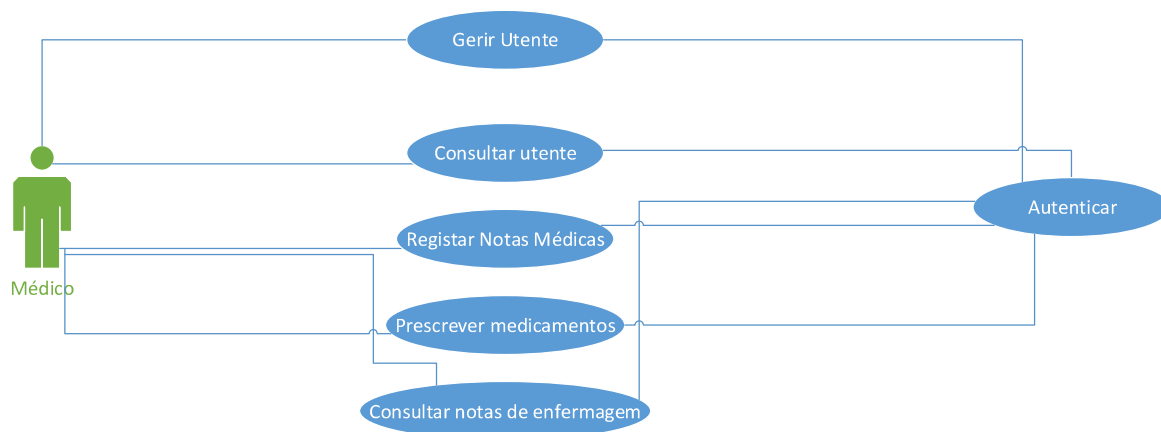 Gerir Utente
Consultar utente
Autenticar
Registar Notas Médicas
Médico
Prescrever medicamentos
Consultar notas de enfermagem